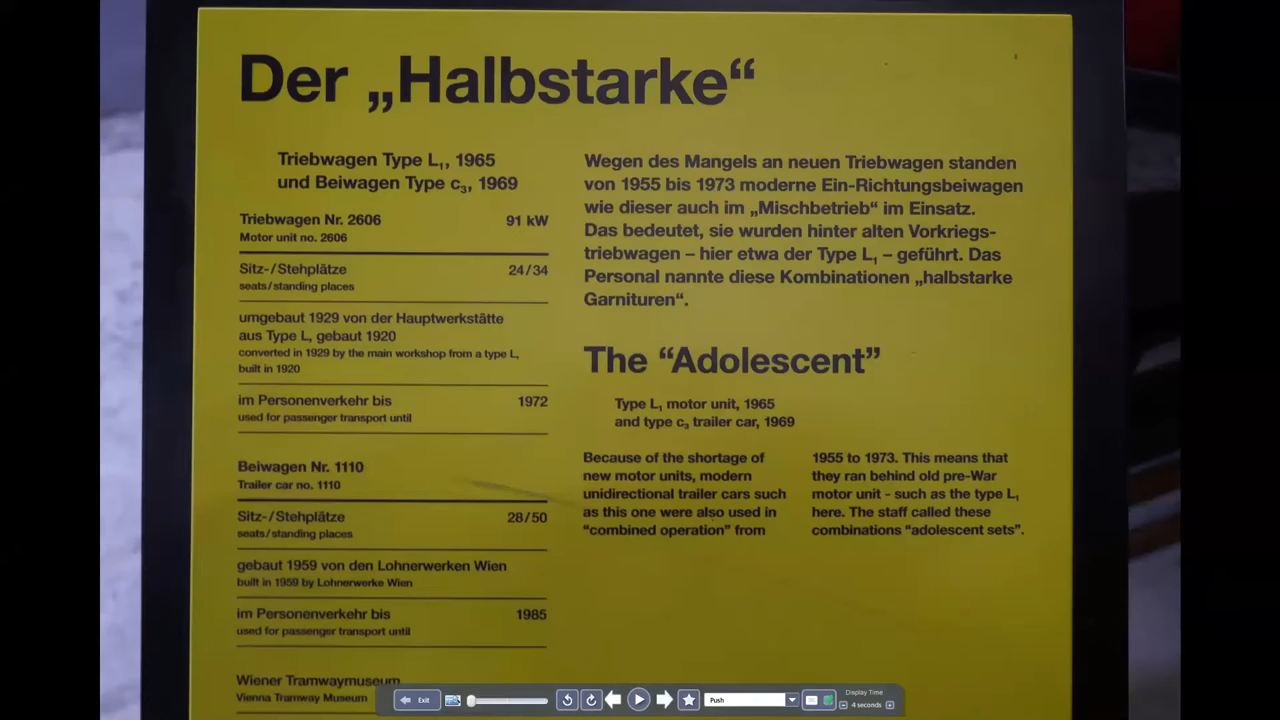 Der „Halbstarke“
Triebwagen Type L₁, 1965
und Beiwagen Type c₃, 1969
Triebwagen Nr. 2606 91 kW
Motor unit no. 2606
Sitz-/Stehplätze 24/34
seats/standing places
umgebaut 1929 von der Hauptwerkstätte
aus Type L, gebaut 1920
converted in 1929 by the main workshop from a type L,
built in 1920
im Personenverkehr bis 1972
used for passenger transport until
Beiwagen Nr. 1110
Trailer car no. 1110
Sitz-/Stehplätze 28/50
seats/standing places
gebaut 1959 von den Lohnerwerken Wien
built in 1959 by Lohnerwerke Wien
im Personenverkehr bis 1985
used for passenger transport until
Wiener Tramwaymuseum
Vienna Tramway Museum
Wegen des Mangels an neuen Triebwagen standen
von 1955 bis 1973 moderne Ein-Richtungsbeiwagen
wie dieser auch im „Mischbetrieb“ im Einsatz.
Das bedeutet, sie wurden hinter alten Vorkriegs-
triebwagen – hier etwa der Type L₁ – geführt. Das
Personal nannte diese Kombinationen „halbstarke
Garnituren“.
The “Adolescent”
Type L₁ motor unit, 1965
and type c₃ trailer car, 1969
Because of the shortage of
new motor units, modern
unidirectional trailer cars such
as this one were also used in
“combined operation” from
1955 to 1973. This means that
they ran behind old pre-War
motor unit - such as the type L₁
here. The staff called these
combinations “adolescent sets”.
Exit
Push
Display Time
4 seconds